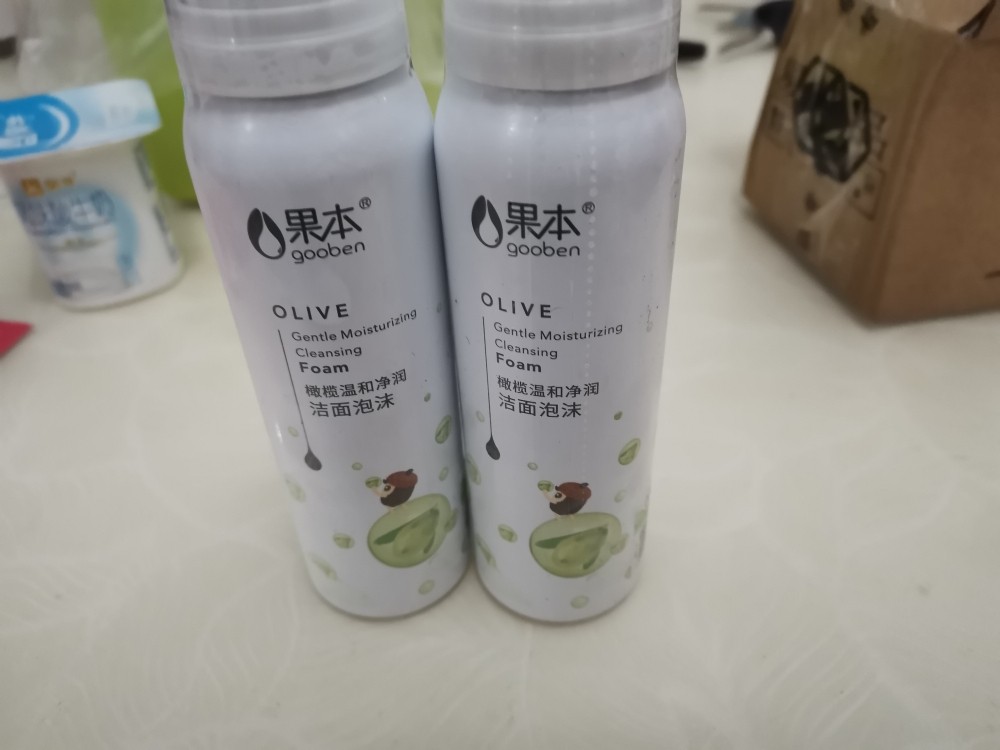 果本®
gooben
OLIVE
Gentle Moisturizing
Cleansing
Foam
橄榄温和净润
洁面泡沫
果本®
gooben
OLIVE
Gentle Moisturizing
Cleansing
Foam
橄榄温和净润
洁面泡沫